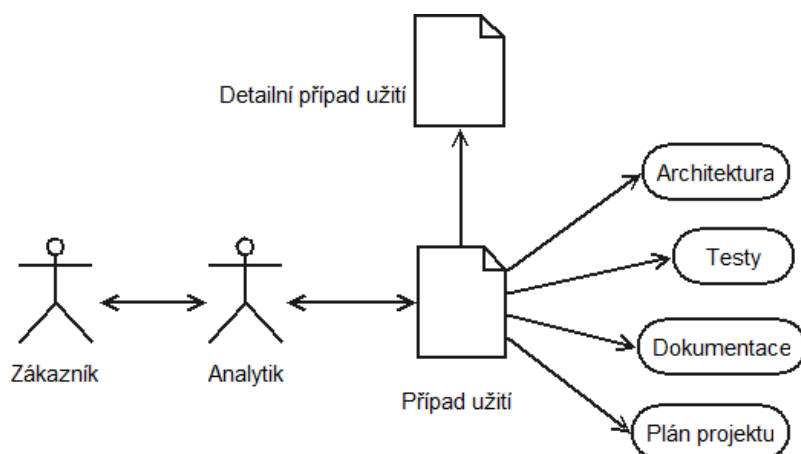 Detailní případ užití
Architektura
Testy
Dokumentace
Plán projektu
Zákazník
Analytik
Případ užití